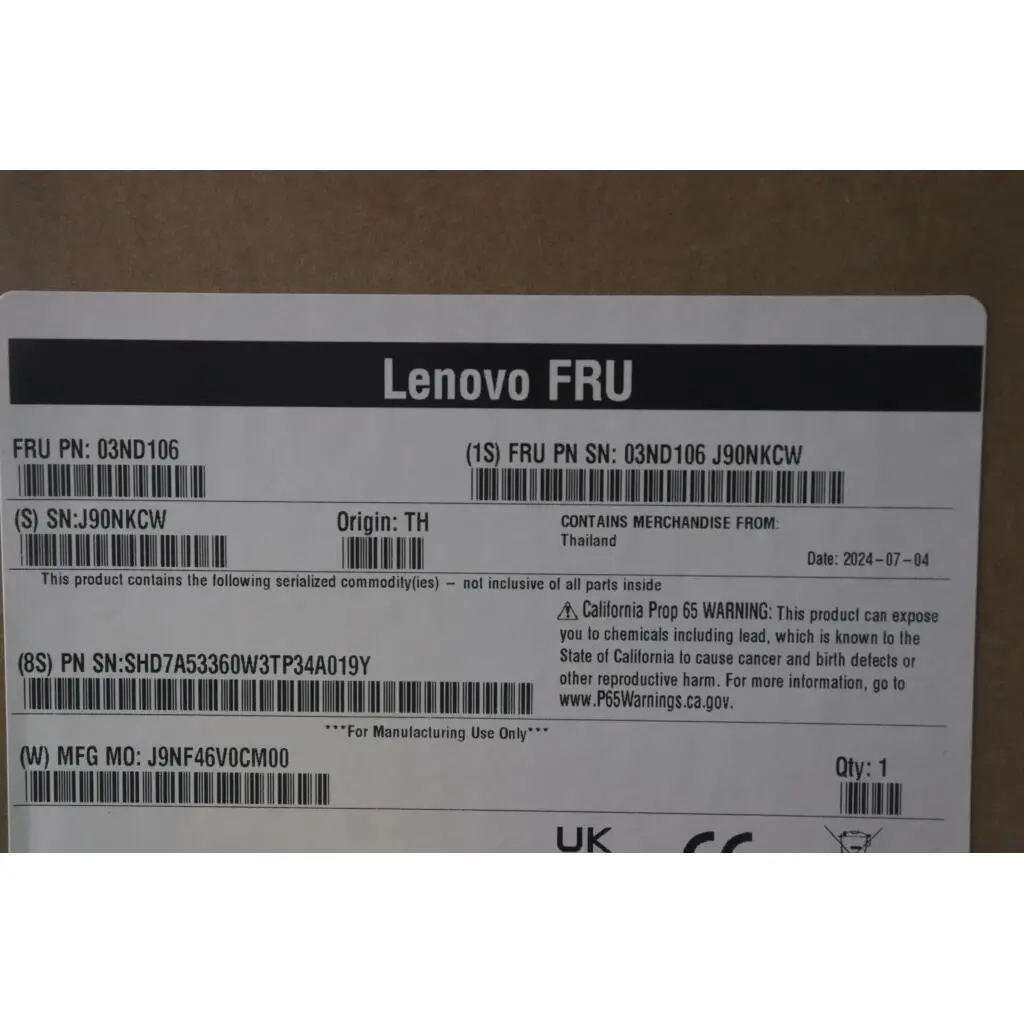 Lenovo FRU
FRU PN: 03ND106
(1S) FRU PN SN: 03ND106 J90NKCW
(S) SN:J90NKCW
Origin: TH
CONTAINS MERCHANDISE FROM:
Thailand
Date: 2024-07-04
This product contains the following serialized commodity(ies) – not inclusive of all parts inside
⚠ California Prop 65 WARNING: This product can expose
you to chemicals including lead, which is known to the
State of California to cause cancer and birth defects or
other reproductive harm. For more information, go to
www.P65Warnings.ca.gov.
(8S) PN SN:SHD7A53360W3TP34A019Y
***For Manufacturing Use Only***
(W) MFG MO: J9NF46V0CM00
Qty: 1
UK
CE